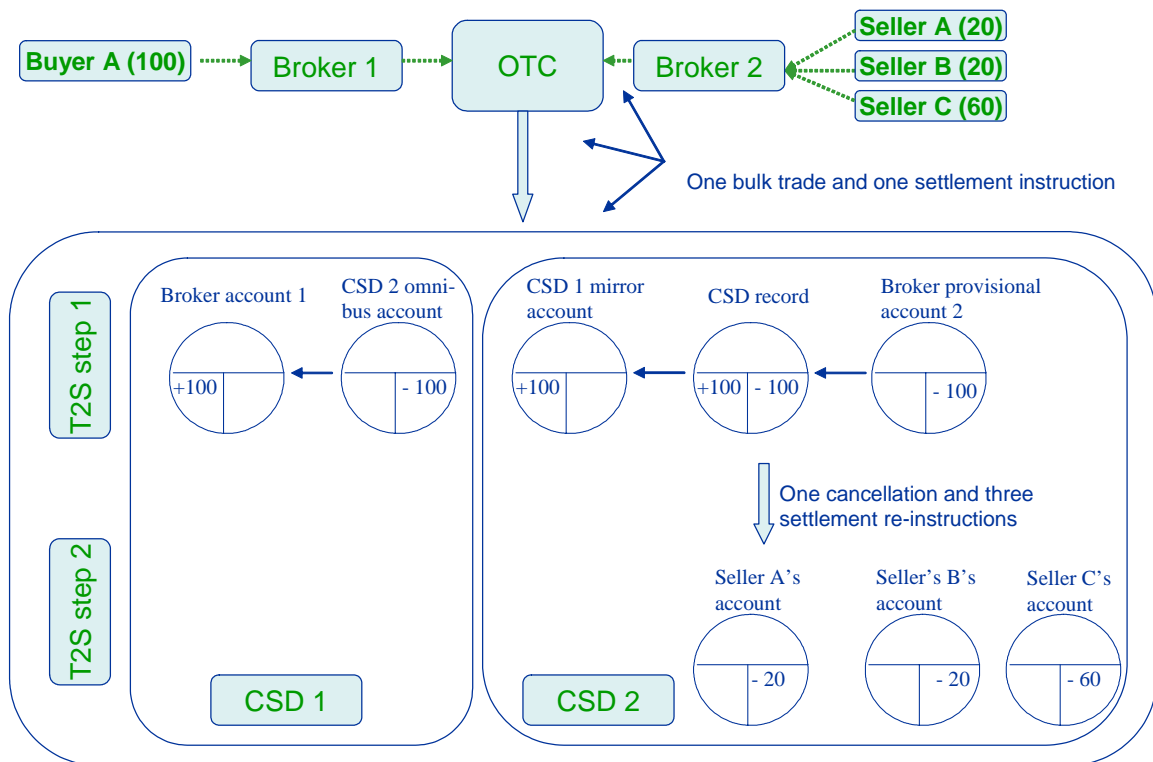 Buyer A (100)
Broker 1
OTC
Broker 2
Seller A (20)
Seller B (20)
Seller C (60)
One bulk trade and one settlement instruction
T2S step 1
Broker account 1
+100
CSD 2 omni-
bus account
- 100
CSD 1 mirror
account
+100
CSD record
+100
- 100
Broker provisional
account 2
- 100
One cancellation and three
settlement re-instructions
T2S step 2
Seller A's
account
- 20
Seller's B's
account
- 20
Seller C's
account
- 60
CSD 1
CSD 2